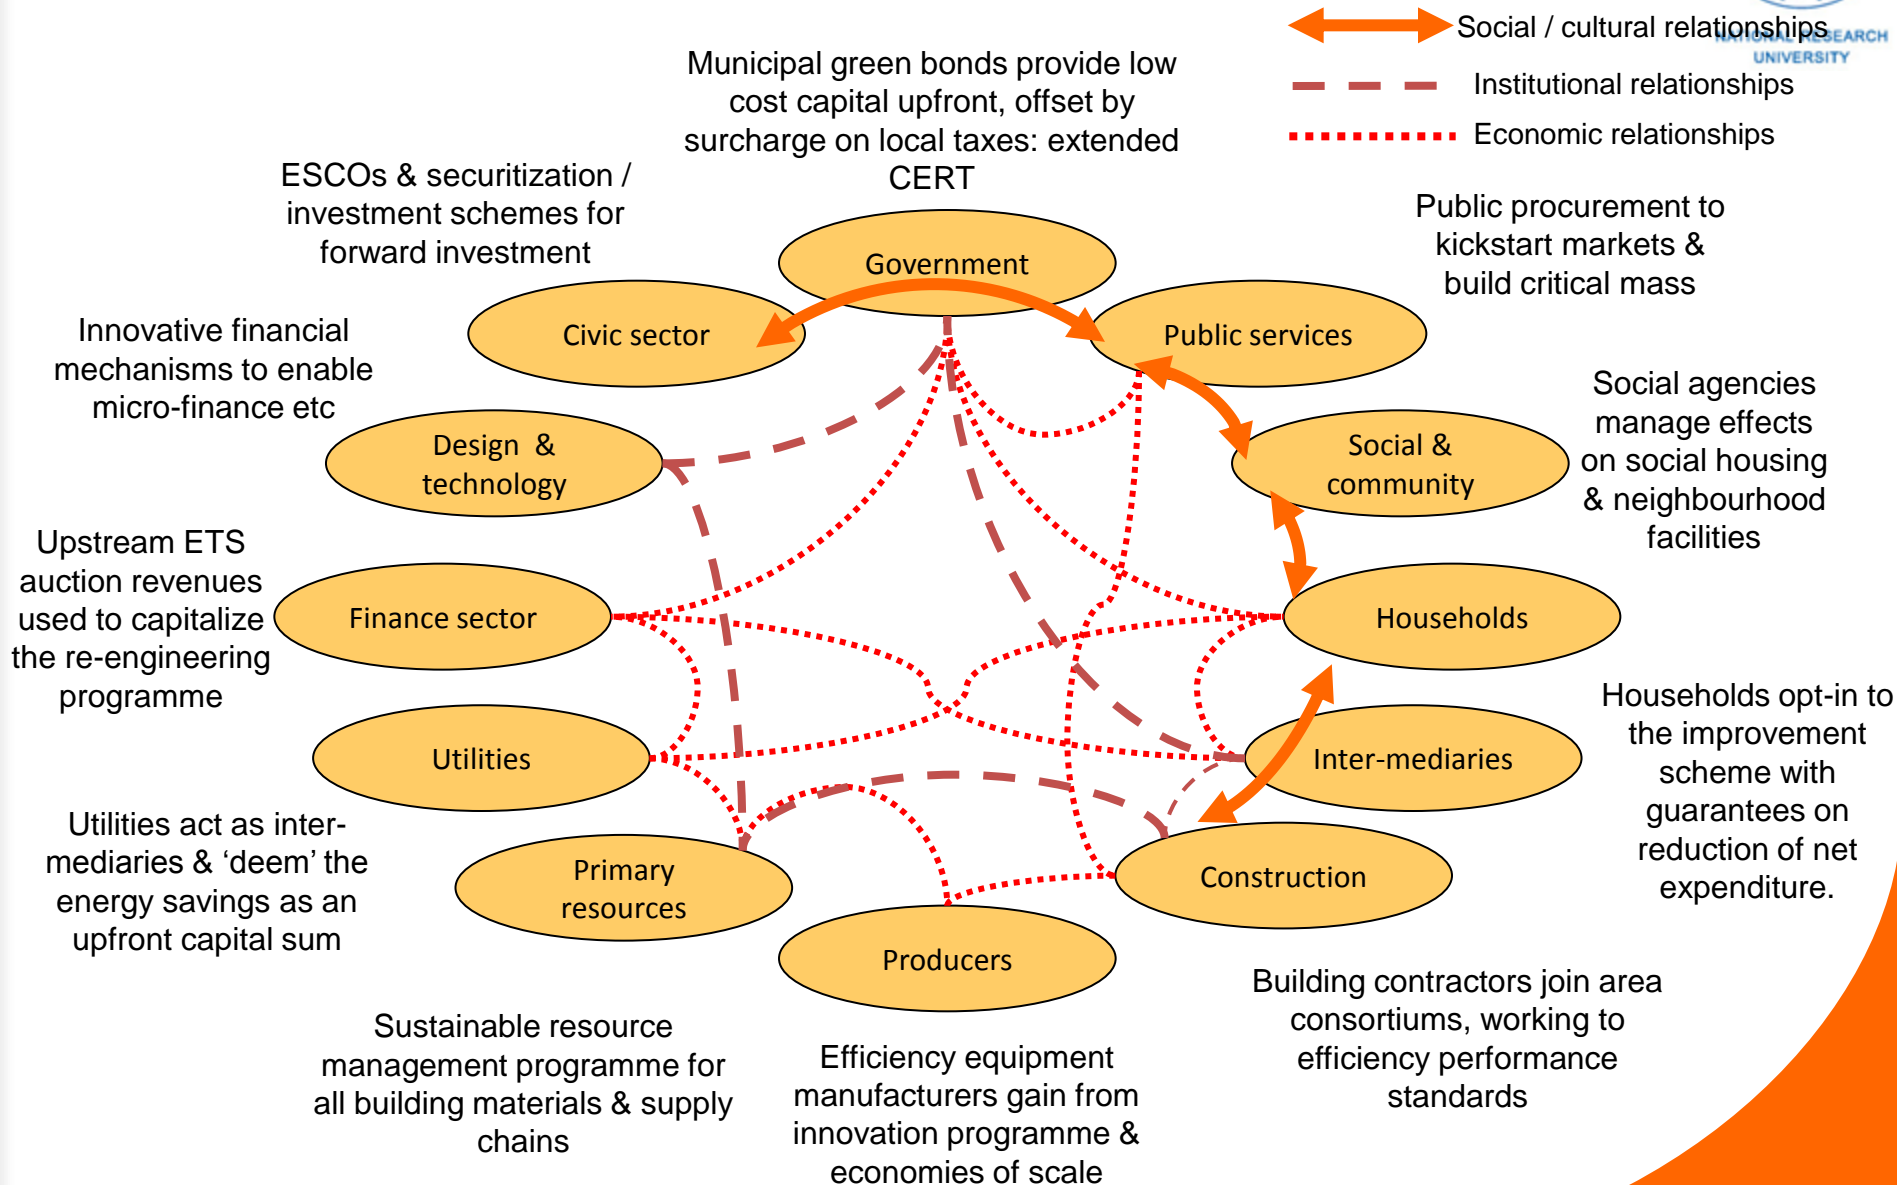 Social / cultural relationships
NATIONAL RESEARCH
UNIVERSITY
Institutional relationships
Economic relationships
Municipal green bonds provide low
cost capital upfront, offset by
surcharge on local taxes: extended
CERT
ESCOs & securitization /
investment schemes for
forward investment
Public procurement to
kickstart markets &
build critical mass
Government
Civic sector
Public services
Innovative financial
mechanisms to enable
micro-finance etc
Social agencies
manage effects
on social housing
& neighbourhood
facilities
Design &
technology
Social &
community
Upstream ETS
auction revenues
used to capitalize
the re-engineering
programme
Finance sector
Households
Households opt-in to
the improvement
scheme with
guarantees on
reduction of net
expenditure.
Utilities
Inter-mediaries
Utilities act as inter-
mediaries & ‘deem’ the
energy savings as an
upfront capital sum
Primary
resources
Construction
Producers
Building contractors join area
consortiums, working to
efficiency performance
standards
Sustainable resource
management programme for
all building materials & supply
chains
Efficiency equipment
manufacturers gain from
innovation programme &
economies of scale